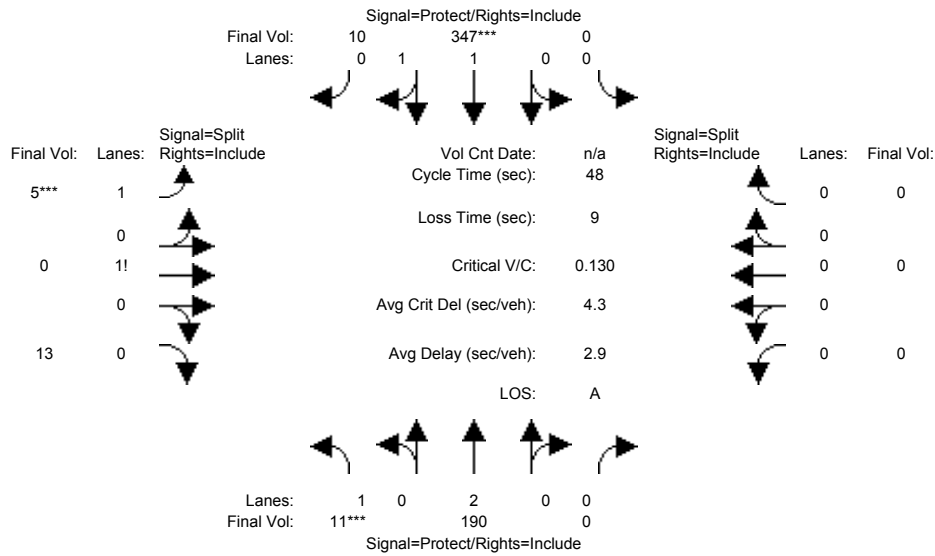 Signal=Protect/Rights=Include
Final Vol: 10 347*** 0
Lanes: 0 1 1 0 0
Signal=Split
Final Vol: Lanes: Rights=Include
Vol Cnt Date: n/a
Signal=Split
Rights=Include Lanes: Final Vol:
Cycle Time (sec): 48
5*** 1
0 0
Loss Time (sec): 9
0
0
0 1!
Critical V/C: 0.130
0 0
0
Avg Crit Del (sec/veh): 4.3
0
13 0
Avg Delay (sec/veh): 2.9
0 0
LOS: A
Lanes: 1 0 2 0 0
Final Vol: 11*** 190 0
Signal=Protect/Rights=Include